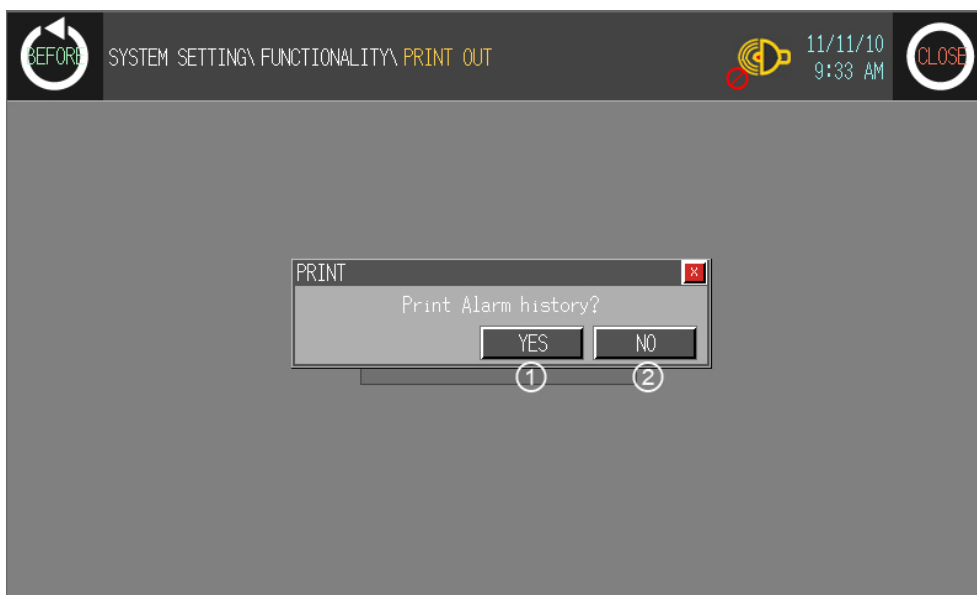 BEFORE
SYSTEM SETTING\ FUNCTIONALITY\ PRINT OUT
11/11/10
9:33 AM
CLOSE
PRINT
x
Print Alarm history?
YES
NO
1
2